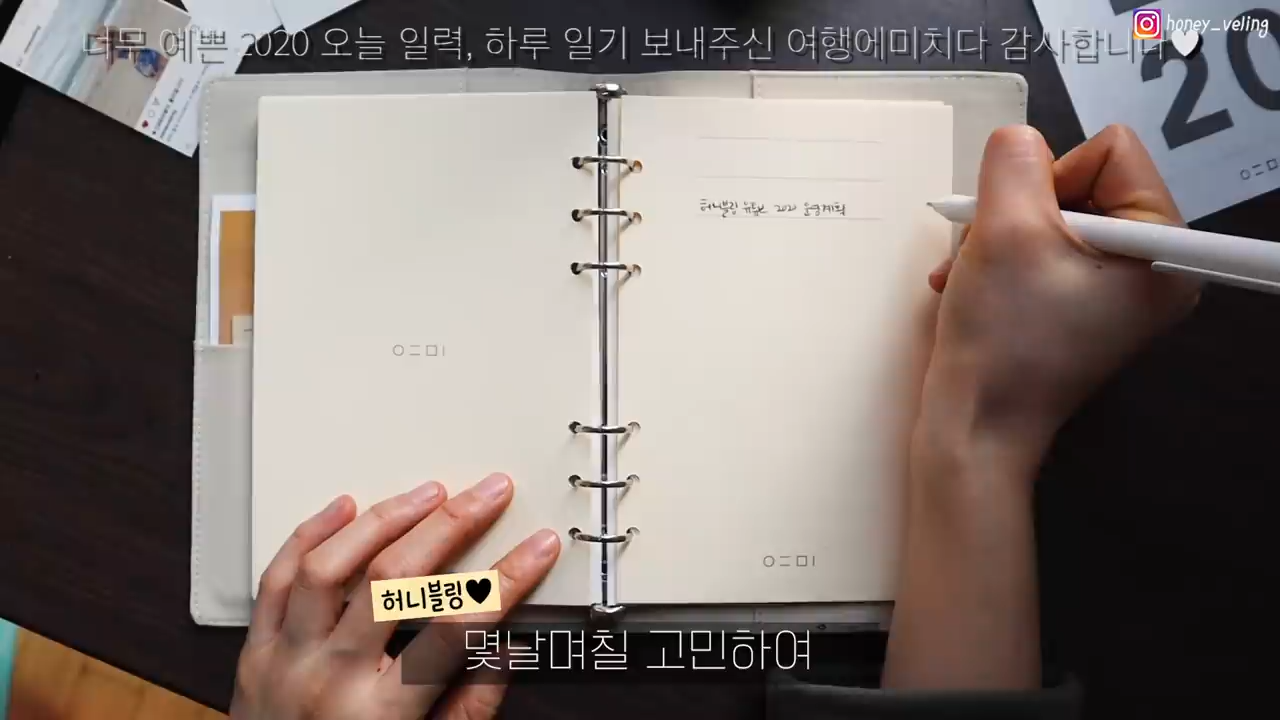 너무 예쁜 2020 오늘 일력, 하루 일기 보내주신 여행에미치다 감사합니다🤍
honey_veling
20
허니블링 유튜브 2020 운영계획
허니블링🖤
몇날며칠 고민하여